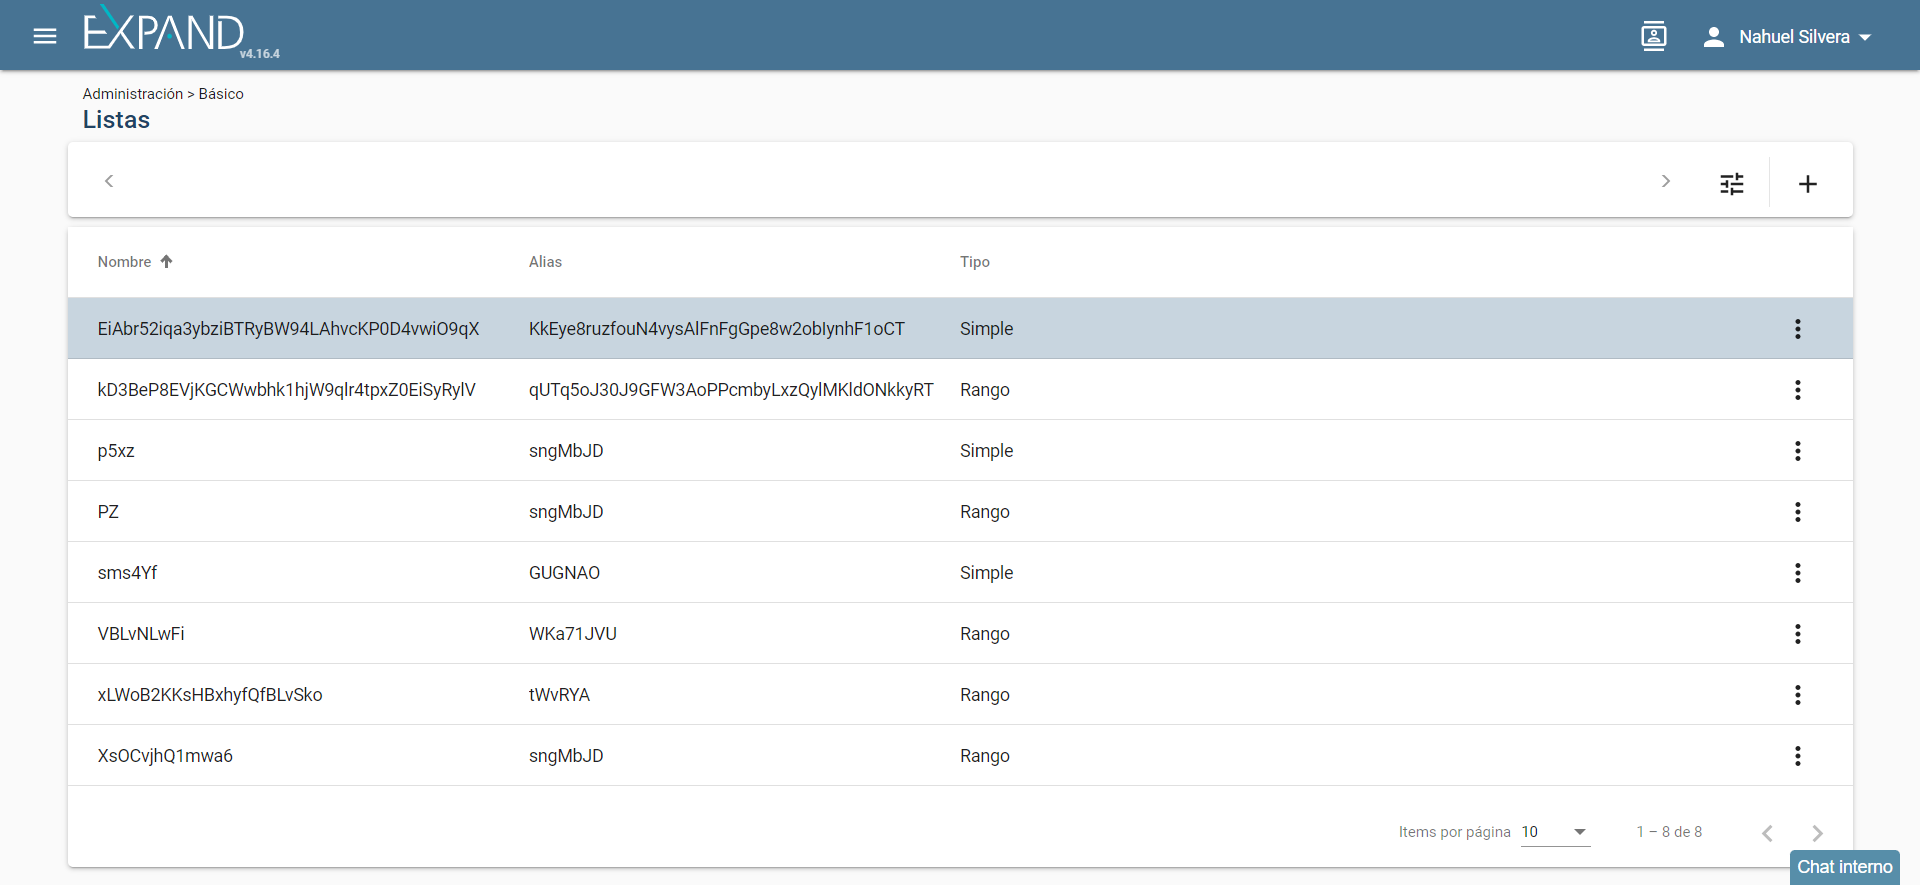 EXPAND
v4.16.4
Nahuel Silvera
Administración > Básico
Listas
Nombre Alias Tipo
EiAbr52iqa3ybziBTRyBW94LAhvcKP0D4vwiO9qX KkEye8ruzfouN4vysAlFnFgGpe8w2obIynhF1oCT Simple
kD3BeP8EVjKGCWwbhk1hjW9qlr4tpxZ0EiSyRylV qUTq5oJ30J9GFW3AoPPcmbyLxzQylMKldONkkyRT Rango
p5xz sngMbJD Simple
PZ sngMbJD Rango
sms4Yf GUGNAO Simple
VBLvNLwFi WKa71JVU Rango
xLWoB2KKsHBxhyfQfBLvSko tWvRYA Rango
XsOCvjhQ1mwa6 sngMbJD Rango
Items por página 10 1 – 8 de 8
Chat interno